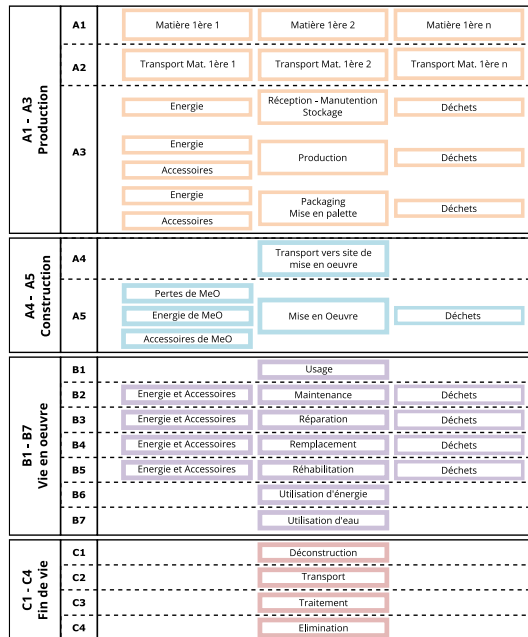 A1 - A3
Production
A1
Matière 1ère 1
Matière 1ère 2
Matière 1ère n
A2
Transport Mat. 1ère 1
Transport Mat. 1ère 2
Transport Mat. 1ère n
A3
Energie
Réception - Manutention
Stockage
Déchets
Energie
Accessoires
Production
Déchets
Energie
Accessoires
Packaging
Mise en palette
Déchets
A4 - A5
Construction
A4
Transport vers site de
mise en oeuvre
A5
Pertes de MeO
Energie de MeO
Accessoires de MeO
Mise en Oeuvre
Déchets
B1 - B7
Vie en oeuvre
B1
Usage
B2
Energie et Accessoires
Maintenance
Déchets
B3
Energie et Accessoires
Réparation
Déchets
B4
Energie et Accessoires
Remplacement
Déchets
B5
Energie et Accessoires
Réhabilitation
Déchets
B6
Utilisation d'énergie
B7
Utilisation d'eau
C1 - C4
Fin de vie
C1
Déconstruction
C2
Transport
C3
Traitement
C4
Elimination